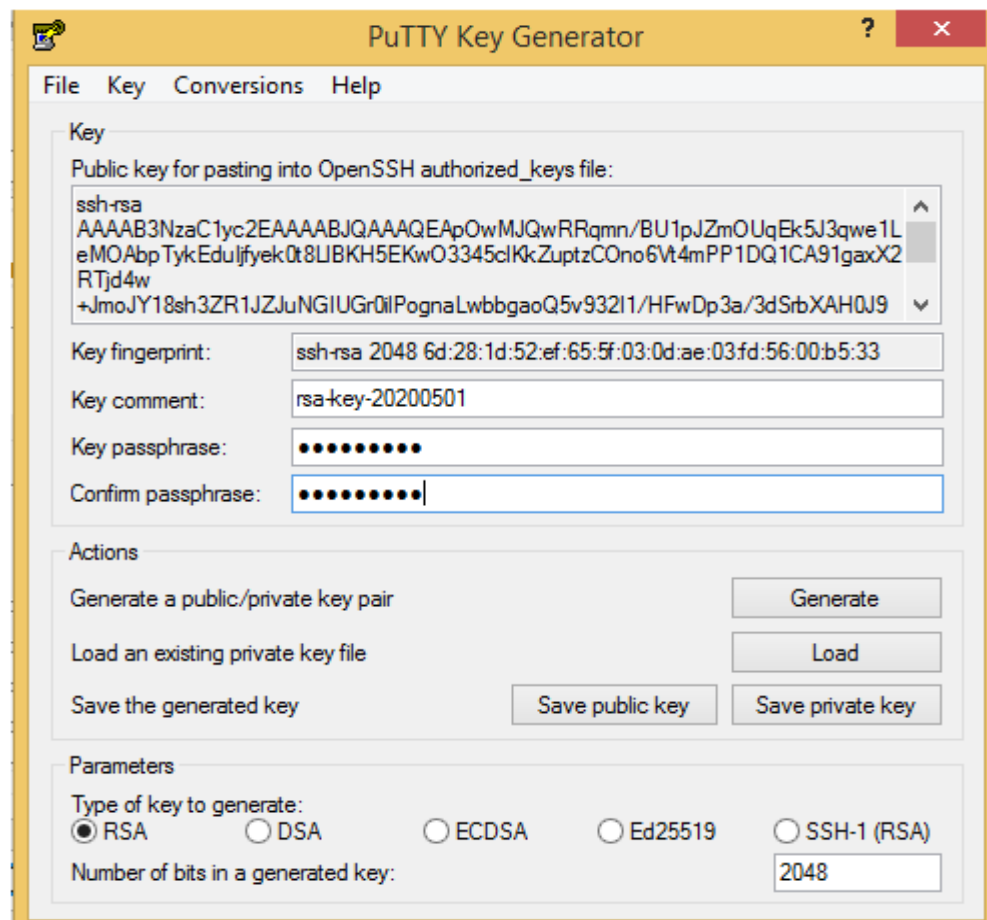 PuTTY Key Generator
? ×
File Key Conversions Help
Key
Public key for pasting into OpenSSH authorized_keys file:
ssh-rsa
AAAAB3NzaC1yc2EAAAABJQAAAQEApOwMJQwRRqmn/BU1pJZmOUqEk5J3qwe1L
eMOAbpTykEduljfyek0t8LIBKH5EKwO3345clKkZuptzCOno6Vt4mPP1DQ1CA91gaxX2
RTjd4w
+JmoJY18sh3ZR1JZJuNGIUGr0ilPognaLwbbgaoQ5v932I1/HFwDp3a/3dSrbXAH0J9
Key fingerprint: ssh-rsa 2048 6d:28:1d:52:ef:65:5f:03:0d:ae:03:fd:56:00:b5:33
Key comment: rsa-key-20200501
Key passphrase: ●●●●●●●●●
Confirm passphrase: ●●●●●●●●●
Actions
Generate a public/private key pair Generate
Load an existing private key file Load
Save the generated key Save public key Save private key
Parameters
Type of key to generate:
RSA DSA ECDSA Ed25519 SSH-1 (RSA)
Number of bits in a generated key: 2048